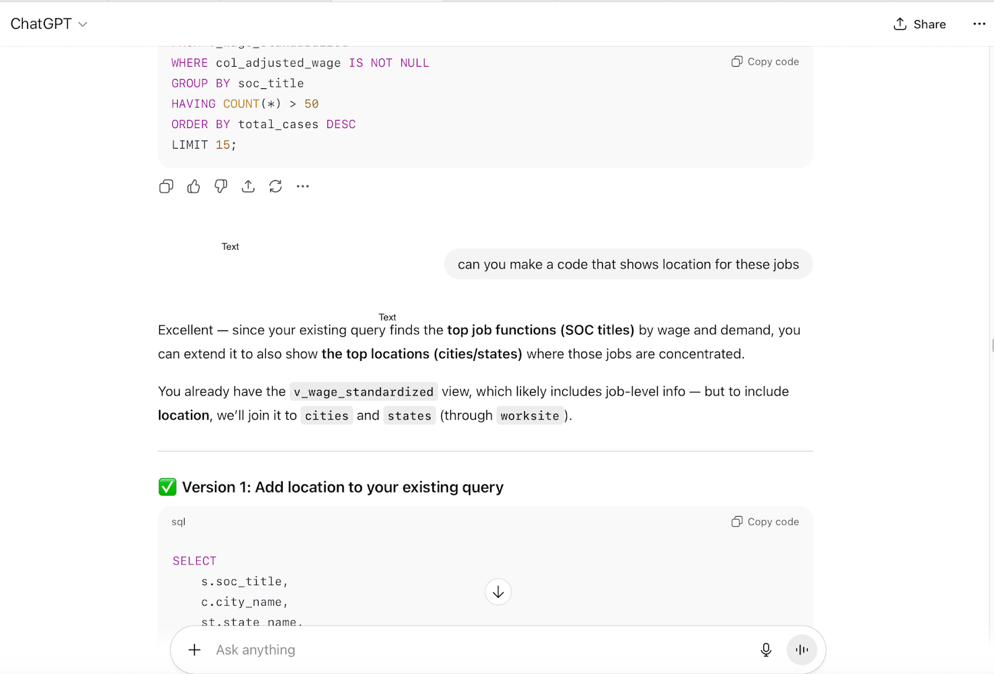 ChatGPT
Share
WHERE col_adjusted_wage IS NOT NULL
Copy code
GROUP BY soc_title
HAVING COUNT(*) > 50
ORDER BY total_cases DESC
LIMIT 15;
Text
can you make a code that shows location for these jobs
Text
Excellent — since your existing query finds the top job functions (SOC titles) by wage and demand, you
can extend it to also show the top locations (cities/states) where those jobs are concentrated.
You already have the v_wage_standardized view, which likely includes job-level info — but to include
location, we’ll join it to cities and states (through worksite).
✅ Version 1: Add location to your existing query
sql
Copy code
SELECT
s.soc_title,
c.city_name,
st.state_name,
Ask anything